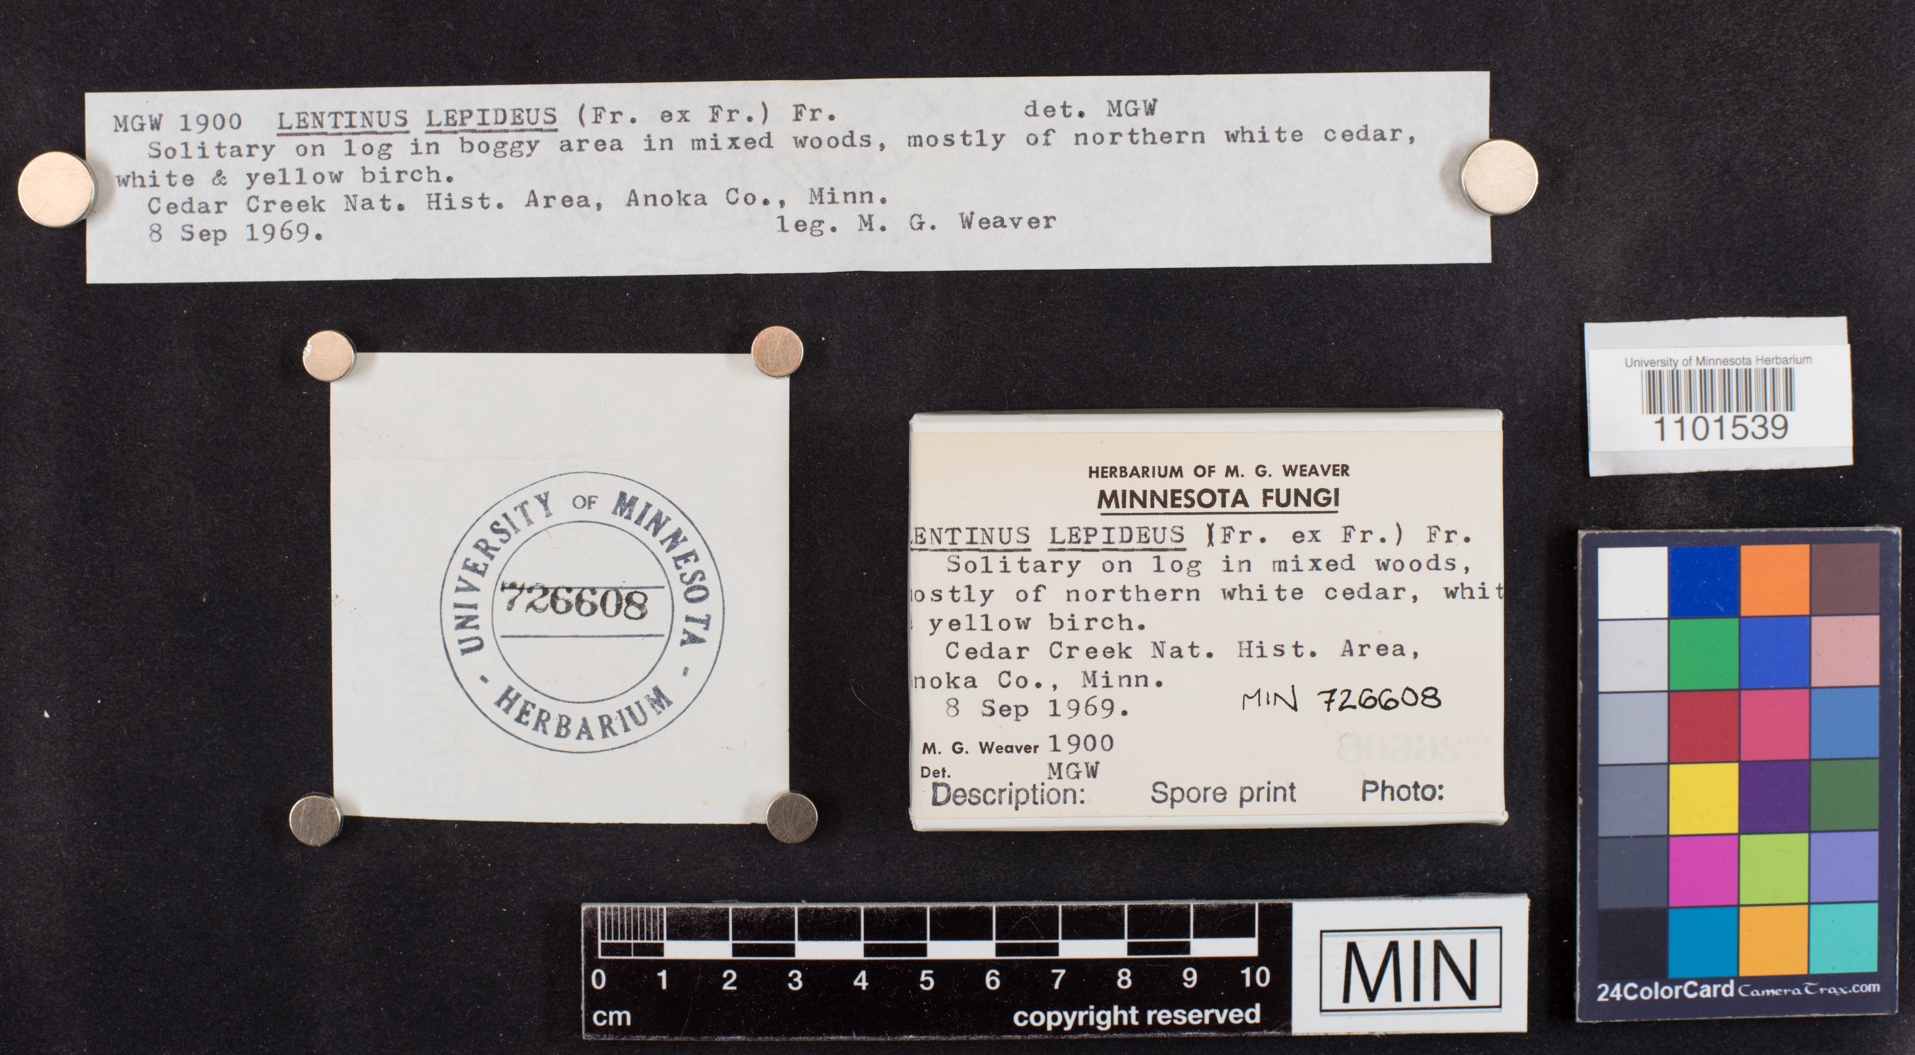 MGW 1900 LENTINUS LEPIDEUS (Fr. ex Fr.) Fr. det. MGW
Solitary on log in boggy area in mixed woods, mostly of northern white cedar,
white & yellow birch.
Cedar Creek Nat. Hist. Area, Anoka Co., Minn.
8 Sep 1969. leg. M. G. Weaver
UNIVERSITY OF MINNESOTA
- HERBARIUM -
726608
HERBARIUM OF M. G. WEAVER
MINNESOTA FUNGI
ENTINUS LEPIDEUS (Fr. ex Fr.) Fr.
Solitary on log in mixed woods,
ostly of northern white cedar, whit
yellow birch.
Cedar Creek Nat. Hist. Area,
noka Co., Minn.
8 Sep 1969. MIN 726608
M. G. Weaver 1900
Det. MGW
Description: Spore print Photo:
University of Minnesota Herbarium
1101539
0 1 2 3 4 5 6 7 8 9 10
cm copyright reserved
MIN
24ColorCard CameraTrax.com